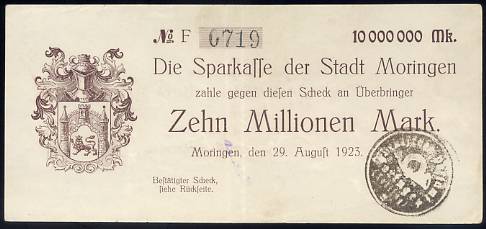 № F 0719 10 000 000 Mk.
Die Sparkaſſe der Stadt Moringen
zahle gegen dieſen Scheck an Überbringer
Zehn Millionen Mark.
Moringen, den 29. Auguſt 1923.
Beſtätigter Scheck,
ſiehe Rückſeite.